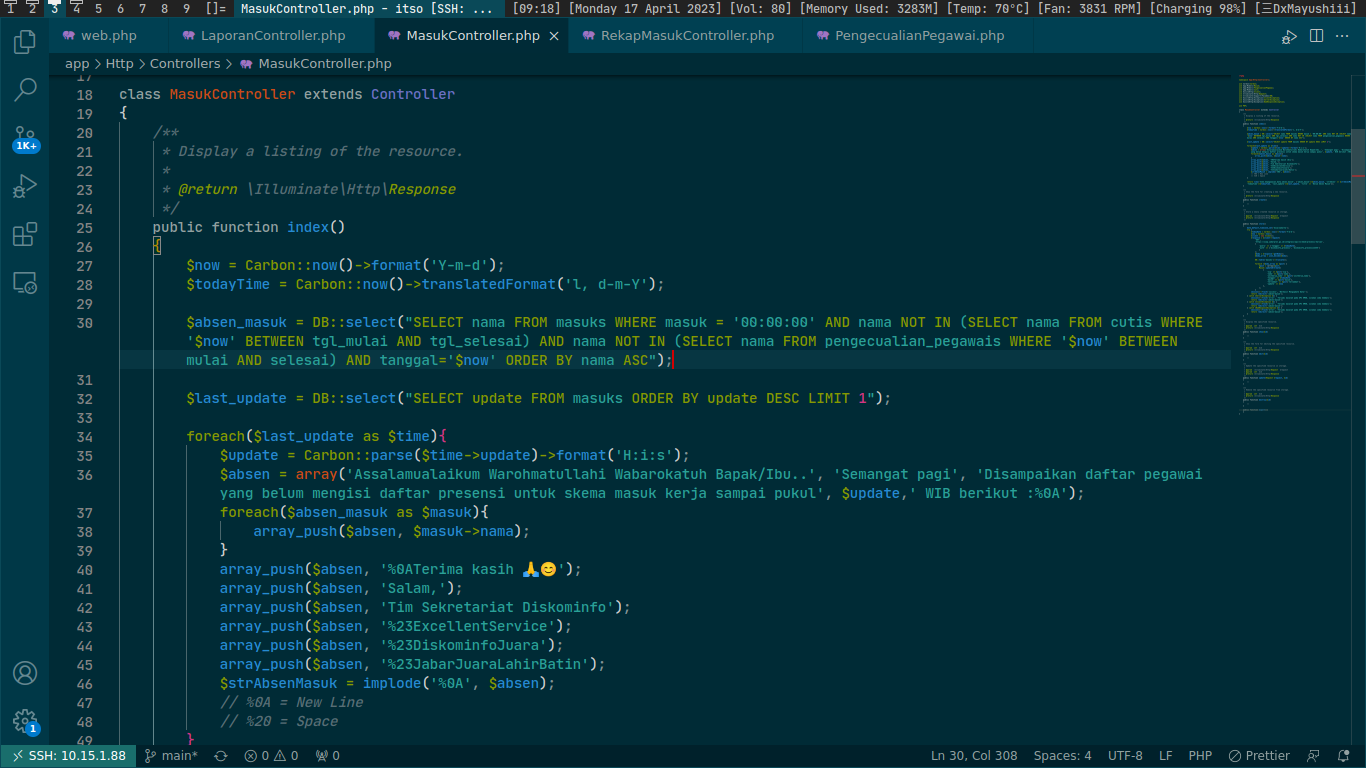 1 2 3 4 5 6 7 8 9 []= MasukController.php - itso [SSH: ... [09:18] [Monday 17 April 2023] [Vol: 80] [Memory Used: 3283M] [Temp: 70°C] [Fan: 3831 RPM] [Charging 98%] [三DxMayushiii]
web.php LaporanController.php MasukController.php RekapMasukController.php PengecualianPegawai.php
app > Http > Controllers > MasukController.php
17
18 class MasukController extends Controller
19 {
20 /**
21 * Display a listing of the resource.
22 *
23 * @return \Illuminate\Http\Response
24 */
25 public function index()
26 {
27 $now = Carbon::now()->format('Y-m-d');
28 $todayTime = Carbon::now()->translatedFormat('l, d-m-Y');
29
30 $absen_masuk = DB::select("SELECT nama FROM masuks WHERE masuk = '00:00:00' AND nama NOT IN (SELECT nama FROM cutis WHERE
'$now' BETWEEN tgl_mulai AND tgl_selesai) AND nama NOT IN (SELECT nama FROM pengecualian_pegawais WHERE '$now' BETWEEN
mulai AND selesai) AND tanggal='$now' ORDER BY nama ASC");
31
32 $last_update = DB::select("SELECT update FROM masuks ORDER BY update DESC LIMIT 1");
33
34 foreach($last_update as $time){
35 $update = Carbon::parse($time->update)->format('H:i:s');
36 $absen = array('Assalamualaikum Warohmatullahi Wabarokatuh Bapak/Ibu..', 'Semangat pagi', 'Disampaikan daftar pegawai
yang belum mengisi daftar presensi untuk skema masuk kerja sampai pukul', $update,' WIB berikut :%0A');
37 foreach($absen_masuk as $masuk){
38 array_push($absen, $masuk->nama);
39 }
40 array_push($absen, '%0ATerima kasih 🙏😊');
41 array_push($absen, 'Salam,');
42 array_push($absen, 'Tim Sekretariat Diskominfo');
43 array_push($absen, '%23ExcellentService');
44 array_push($absen, '%23DiskominfoJuara');
45 array_push($absen, '%23JabarJuaraLahirBatin');
46 $strAbsenMasuk = implode('%0A', $absen);
47 // %0A = New Line
48 // %20 = Space
49 }
1K+
1
SSH: 10.15.1.88 main* 0 0 0 Ln 30, Col 308 Spaces: 4 UTF-8 LF PHP Prettier